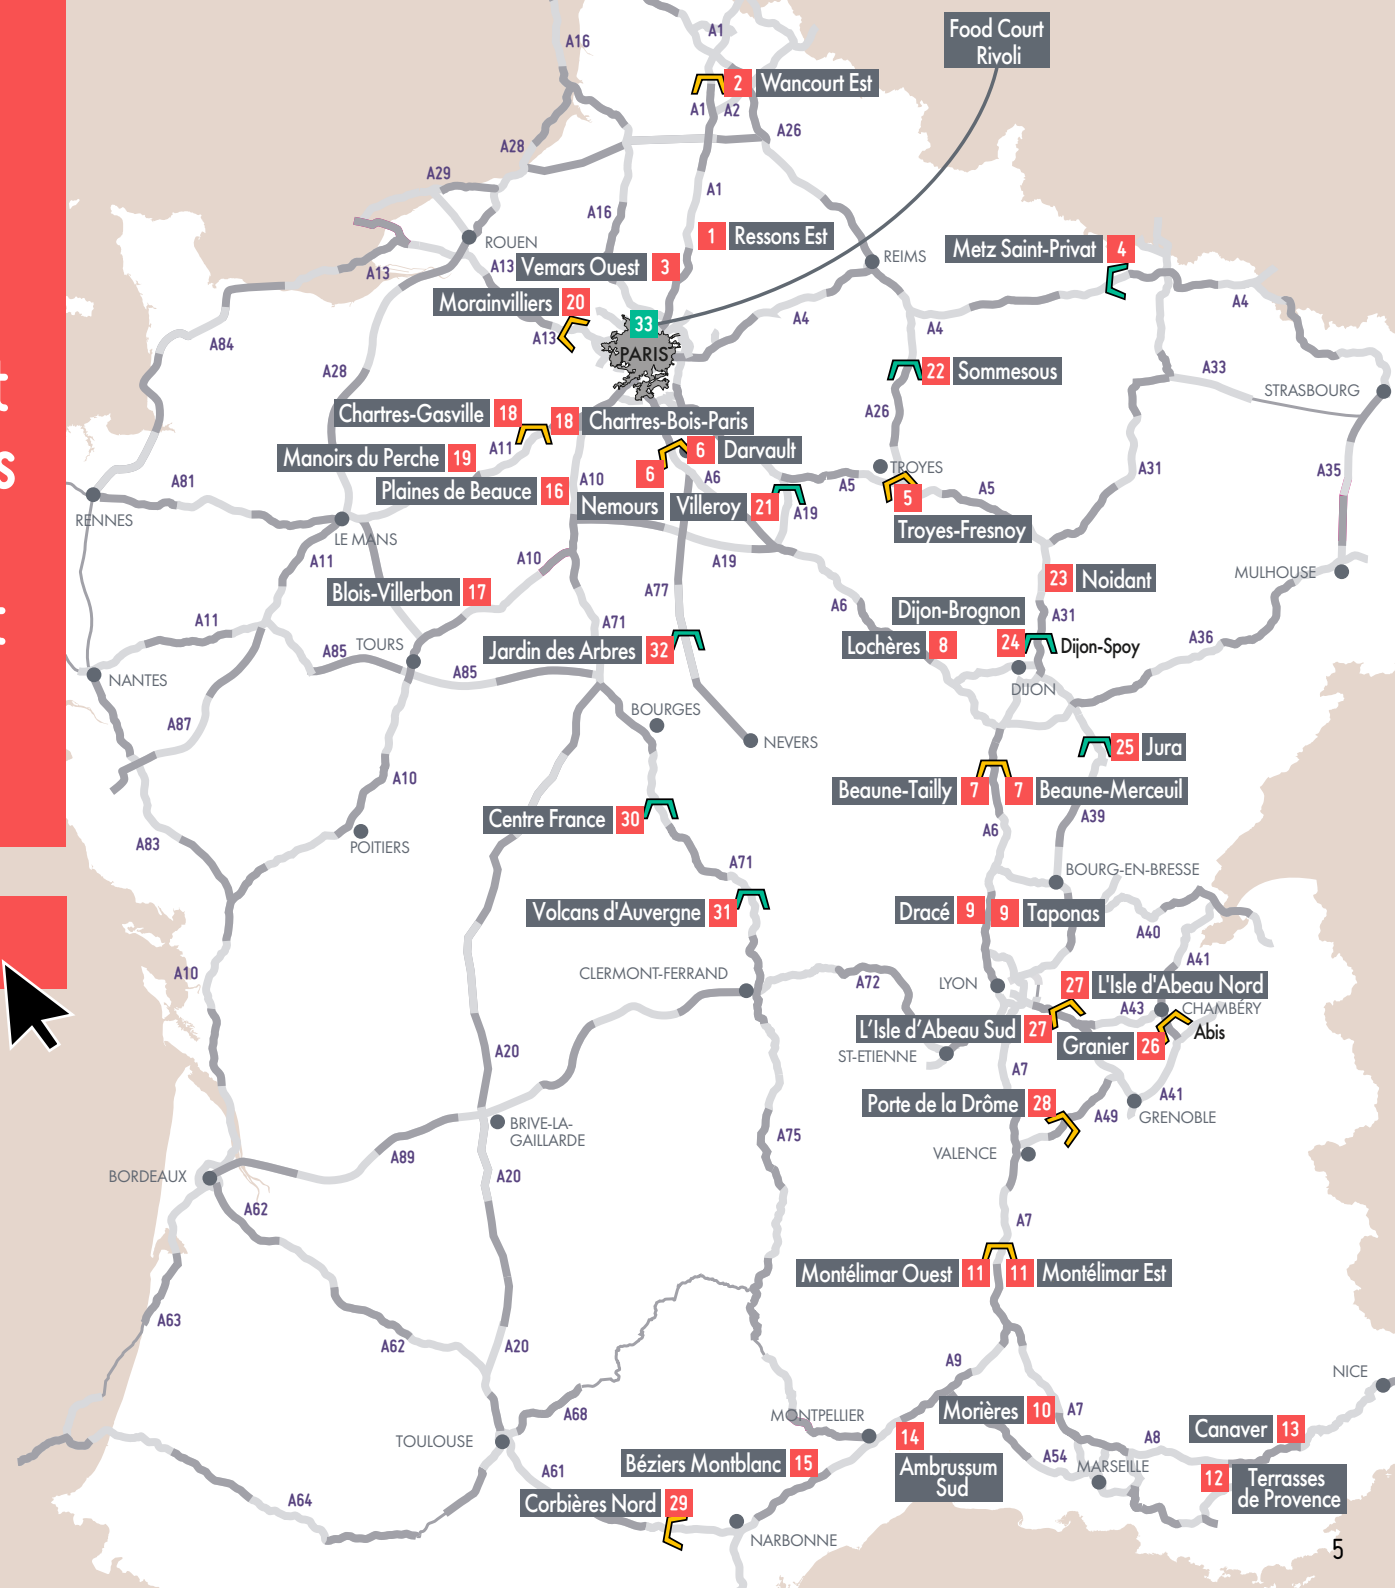 A16
A1
Food Court
Rivoli
2 Wancourt Est
A1
A2
A26
A28
A29
A1
A16
1 Ressons Est
ROUEN
A13
A13
Vemars Ouest 3
REIMS
Metz Saint-Privat 4
Morainvilliers 20
A13
33
PARIS
A4
A4
A4
A84
A28
22 Sommesous
A33
STRASBOURG
A26
Chartres-Gasville 18
18 Chartres-Bois-Paris
A11
6 Darvault
Manoirs du Perche 19
6
A6
TROYES
A31
A35
A81
Plaines de Beauce 16
A10
Nemours
Villeroy 21
A19
A5
5
A5
Troyes-Fresnoy
RENNES
LE MANS
A11
A10
A19
A77
23 Noidant
MULHOUSE
Blois-Villerbon 17
A6
Dijon-Brognon
A31
A11
A71
Lochères 8
24
Dijon-Spoy
A36
TOURS
A85
Jardin des Arbres 32
A85
NANTES
DIJON
A87
BOURGES
NEVERS
25 Jura
A10
Beaune-Tailly 7
7 Beaune-Merceuil
Centre France 30
A6
A39
A83
POITIERS
A71
BOURG-EN-BRESSE
Volcans d'Auvergne 31
Dracé 9
9 Taponas
A40
A10
CLERMONT-FERRAND
A72
LYON
A41
27 L'Isle d'Abeau Nord
A43
CHAMBÉRY
L’Isle d’Abeau Sud 27
Abis
A20
ST-ETIENNE
Granier 26
A7
Porte de la Drôme 28
A41
A49
GRENOBLE
BRIVE-LA-
GAILLARDE
A75
A89
VALENCE
BORDEAUX
A20
A62
A7
Montélimar Ouest 11
11 Montélimar Est
A63
A62
A20
A9
NICE
Morières 10
A7
A68
MONTPELLIER
14
Canaver 13
A8
TOULOUSE
A61
Béziers Montblanc 15
Ambrussum
Sud
A54
MARSEILLE
12
Terrasses
de Provence
A64
Corbières Nord 29
NARBONNE
5
t
s
t